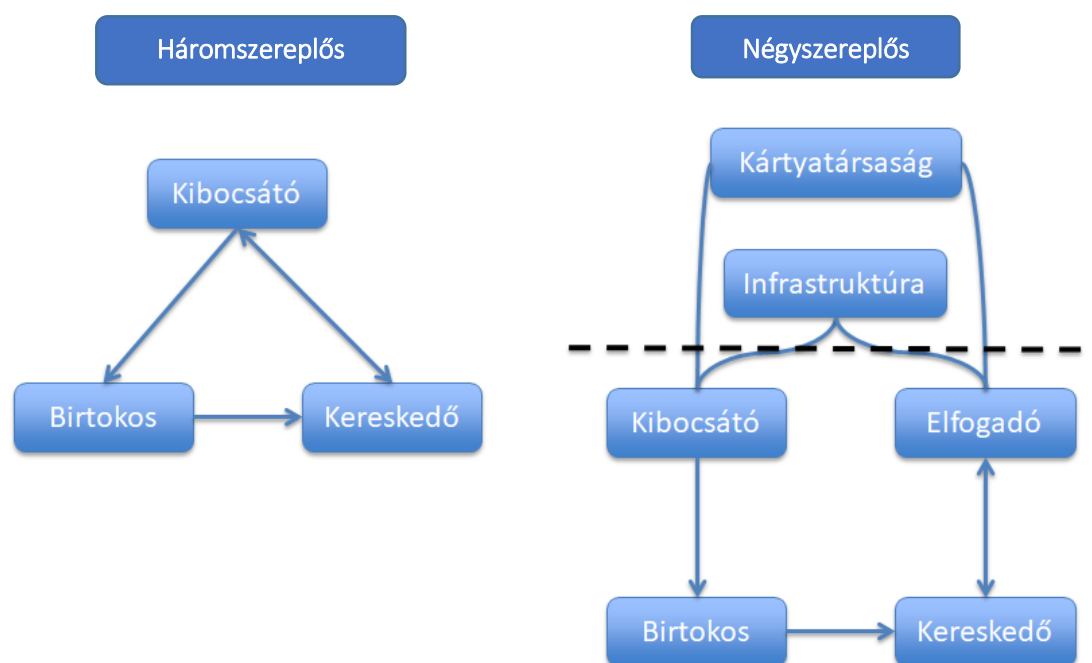 Háromszereplős
Négyszereplős
Kibocsátó
Birtokos
Kereskedő
Kártyatársaság
Infrastruktúra
Kibocsátó
Elfogadó
Birtokos
Kereskedő